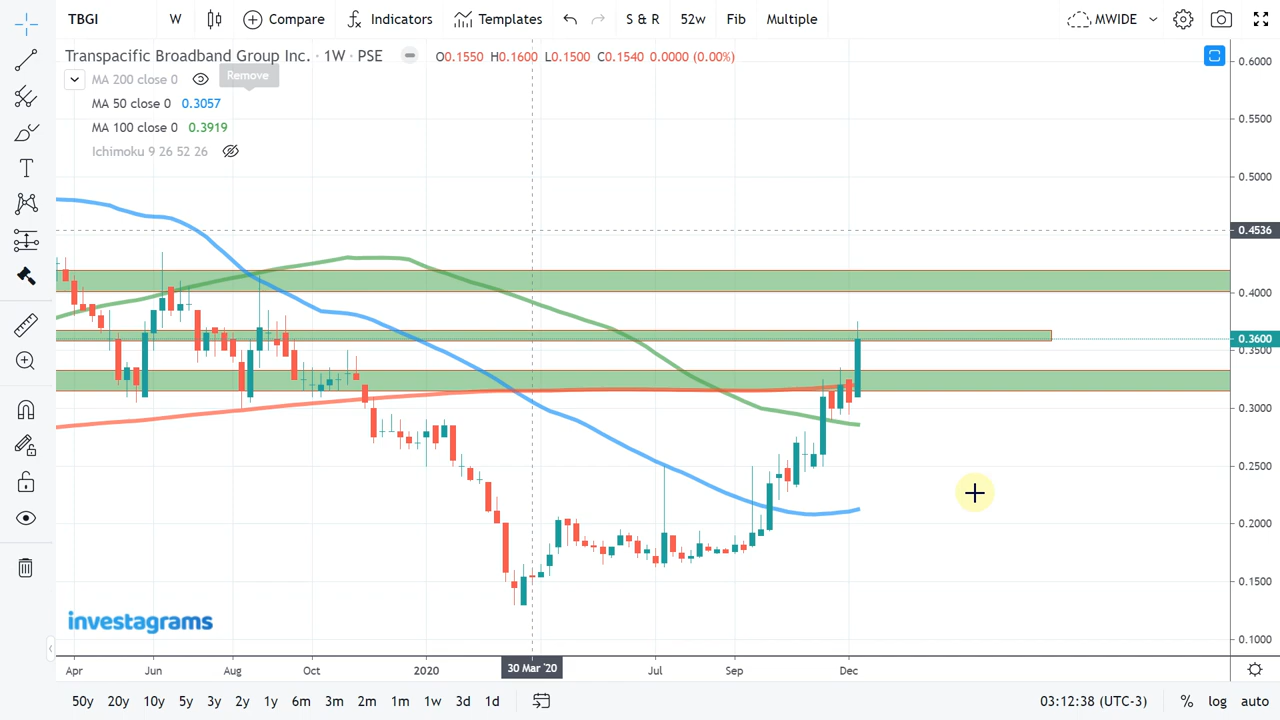 TBGI W Compare Indicators Templates S & R 52w Fib Multiple MWIDE
Transpacific Broadband Group Inc. · 1W · PSE O0.1550 H0.1600 L0.1500 C0.1540 0.0000 (0.00%)
MA 200 close 0 Remove
MA 50 close 0 0.3057
MA 100 close 0 0.3919
Ichimoku 9 26 52 26
0.6000
0.5500
0.5000
0.4536
0.4000
0.3600
0.3500
0.3000
0.2500
0.2000
0.1500
0.1000
investagrams
Apr Jun Aug Oct 2020 30 Mar '20 Jul Sep Dec
50y 20y 10y 5y 3y 2y 1y 6m 3m 2m 1m 1w 3d 1d 03:12:38 (UTC-3) % log auto